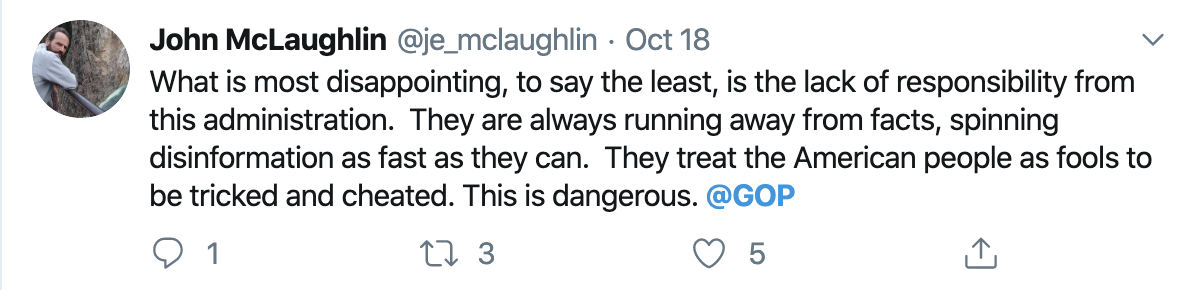 John McLaughlin @je_mclaughlin · Oct 18
What is most disappointing, to say the least, is the lack of responsibility from
this administration.  They are always running away from facts, spinning
disinformation as fast as they can.  They treat the American people as fools to
be tricked and cheated. This is dangerous. @GOP
1 3 5